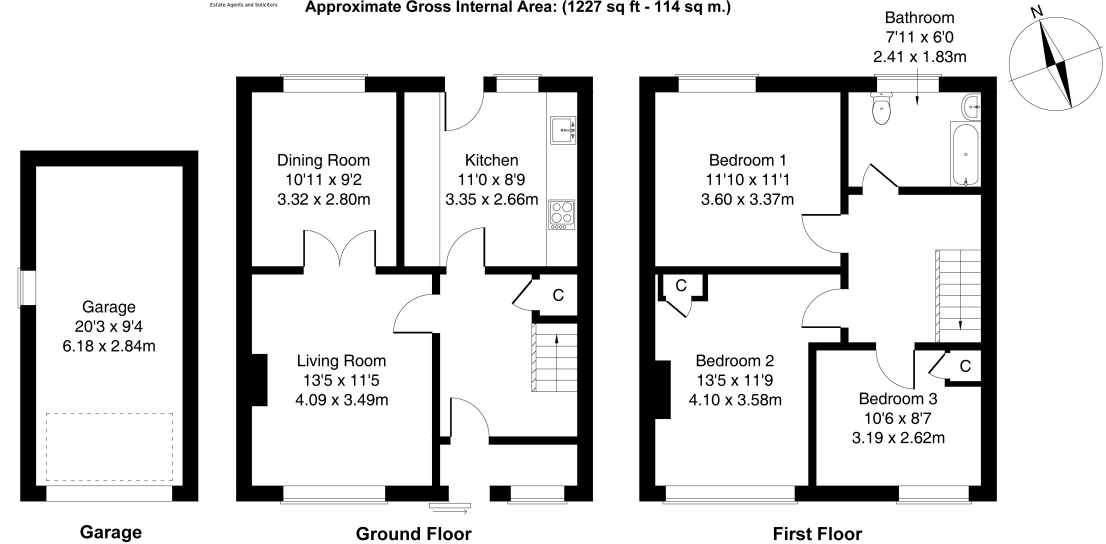 Estate Agents and Solicitors
Approximate Gross Internal Area: (1227 sq ft - 114 sq m.)
N
Bathroom
7'11 x 6'0
2.41 x 1.83m
Dining Room
10'11 x 9'2
3.32 x 2.80m
Kitchen
11'0 x 8'9
3.35 x 2.66m
Bedroom 1
11'10 x 11'1
3.60 x 3.37m
Garage
20'3 x 9'4
6.18 x 2.84m
C
C
Living Room
13'5 x 11'5
4.09 x 3.49m
Bedroom 2
13'5 x 11'9
4.10 x 3.58m
C
Bedroom 3
10'6 x 8'7
3.19 x 2.62m
Garage
Ground Floor
First Floor